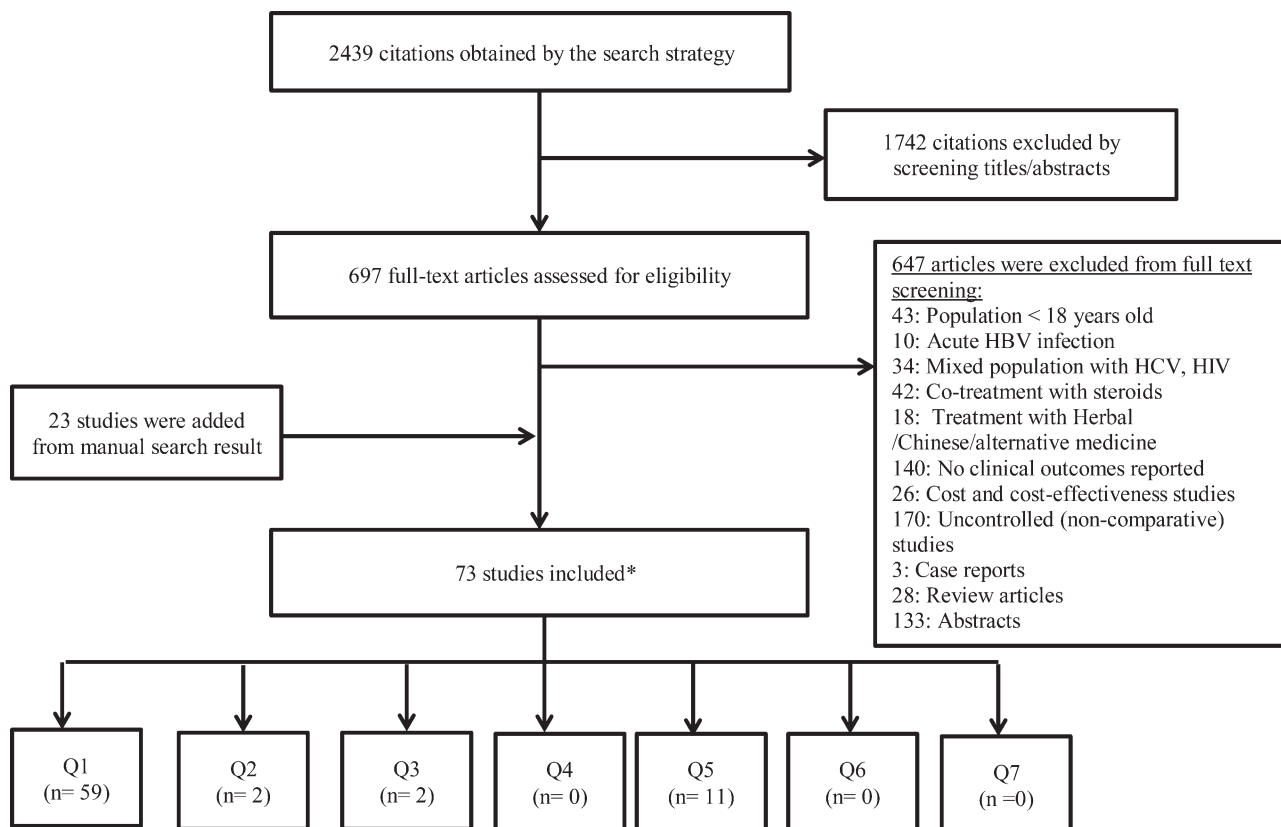 2439 citations obtained by the search strategy
1742 citations excluded by
screening titles/abstracts
697 full-text articles assessed for eligibility
647 articles were excluded from full text
screening:
43: Population < 18 years old
10: Acute HBV infection
34: Mixed population with HCV, HIV
42: Co-treatment with steroids
18:  Treatment with Herbal
/Chinese/alternative medicine
140: No clinical outcomes reported
26: Cost and cost-effectiveness studies
170: Uncontrolled (non-comparative)
studies
3: Case reports
28: Review articles
133: Abstracts
23 studies were added
from manual search result
73 studies included*
Q1
(n= 59)
Q2
(n= 2)
Q3
(n= 2)
Q4
(n= 0)
Q5
(n= 11)
Q6
(n= 0)
Q7
(n =0)